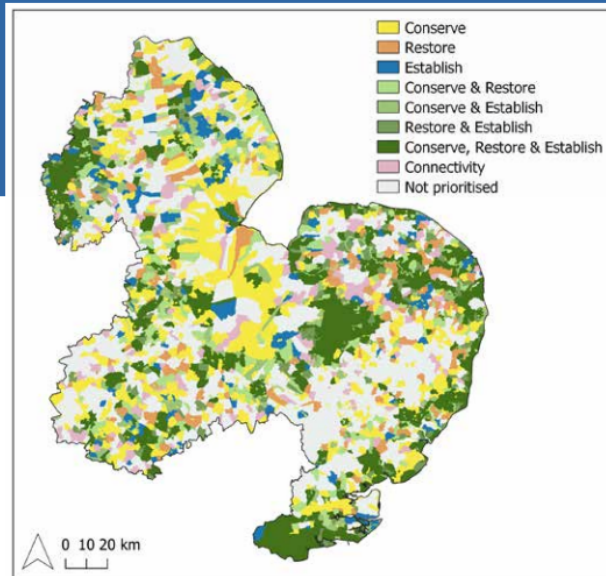 Conserve
Restore
Establish
Conserve & Restore
Conserve & Establish
Restore & Establish
Conserve, Restore & Establish
Connectivity
Not prioritised
0 10 20 km